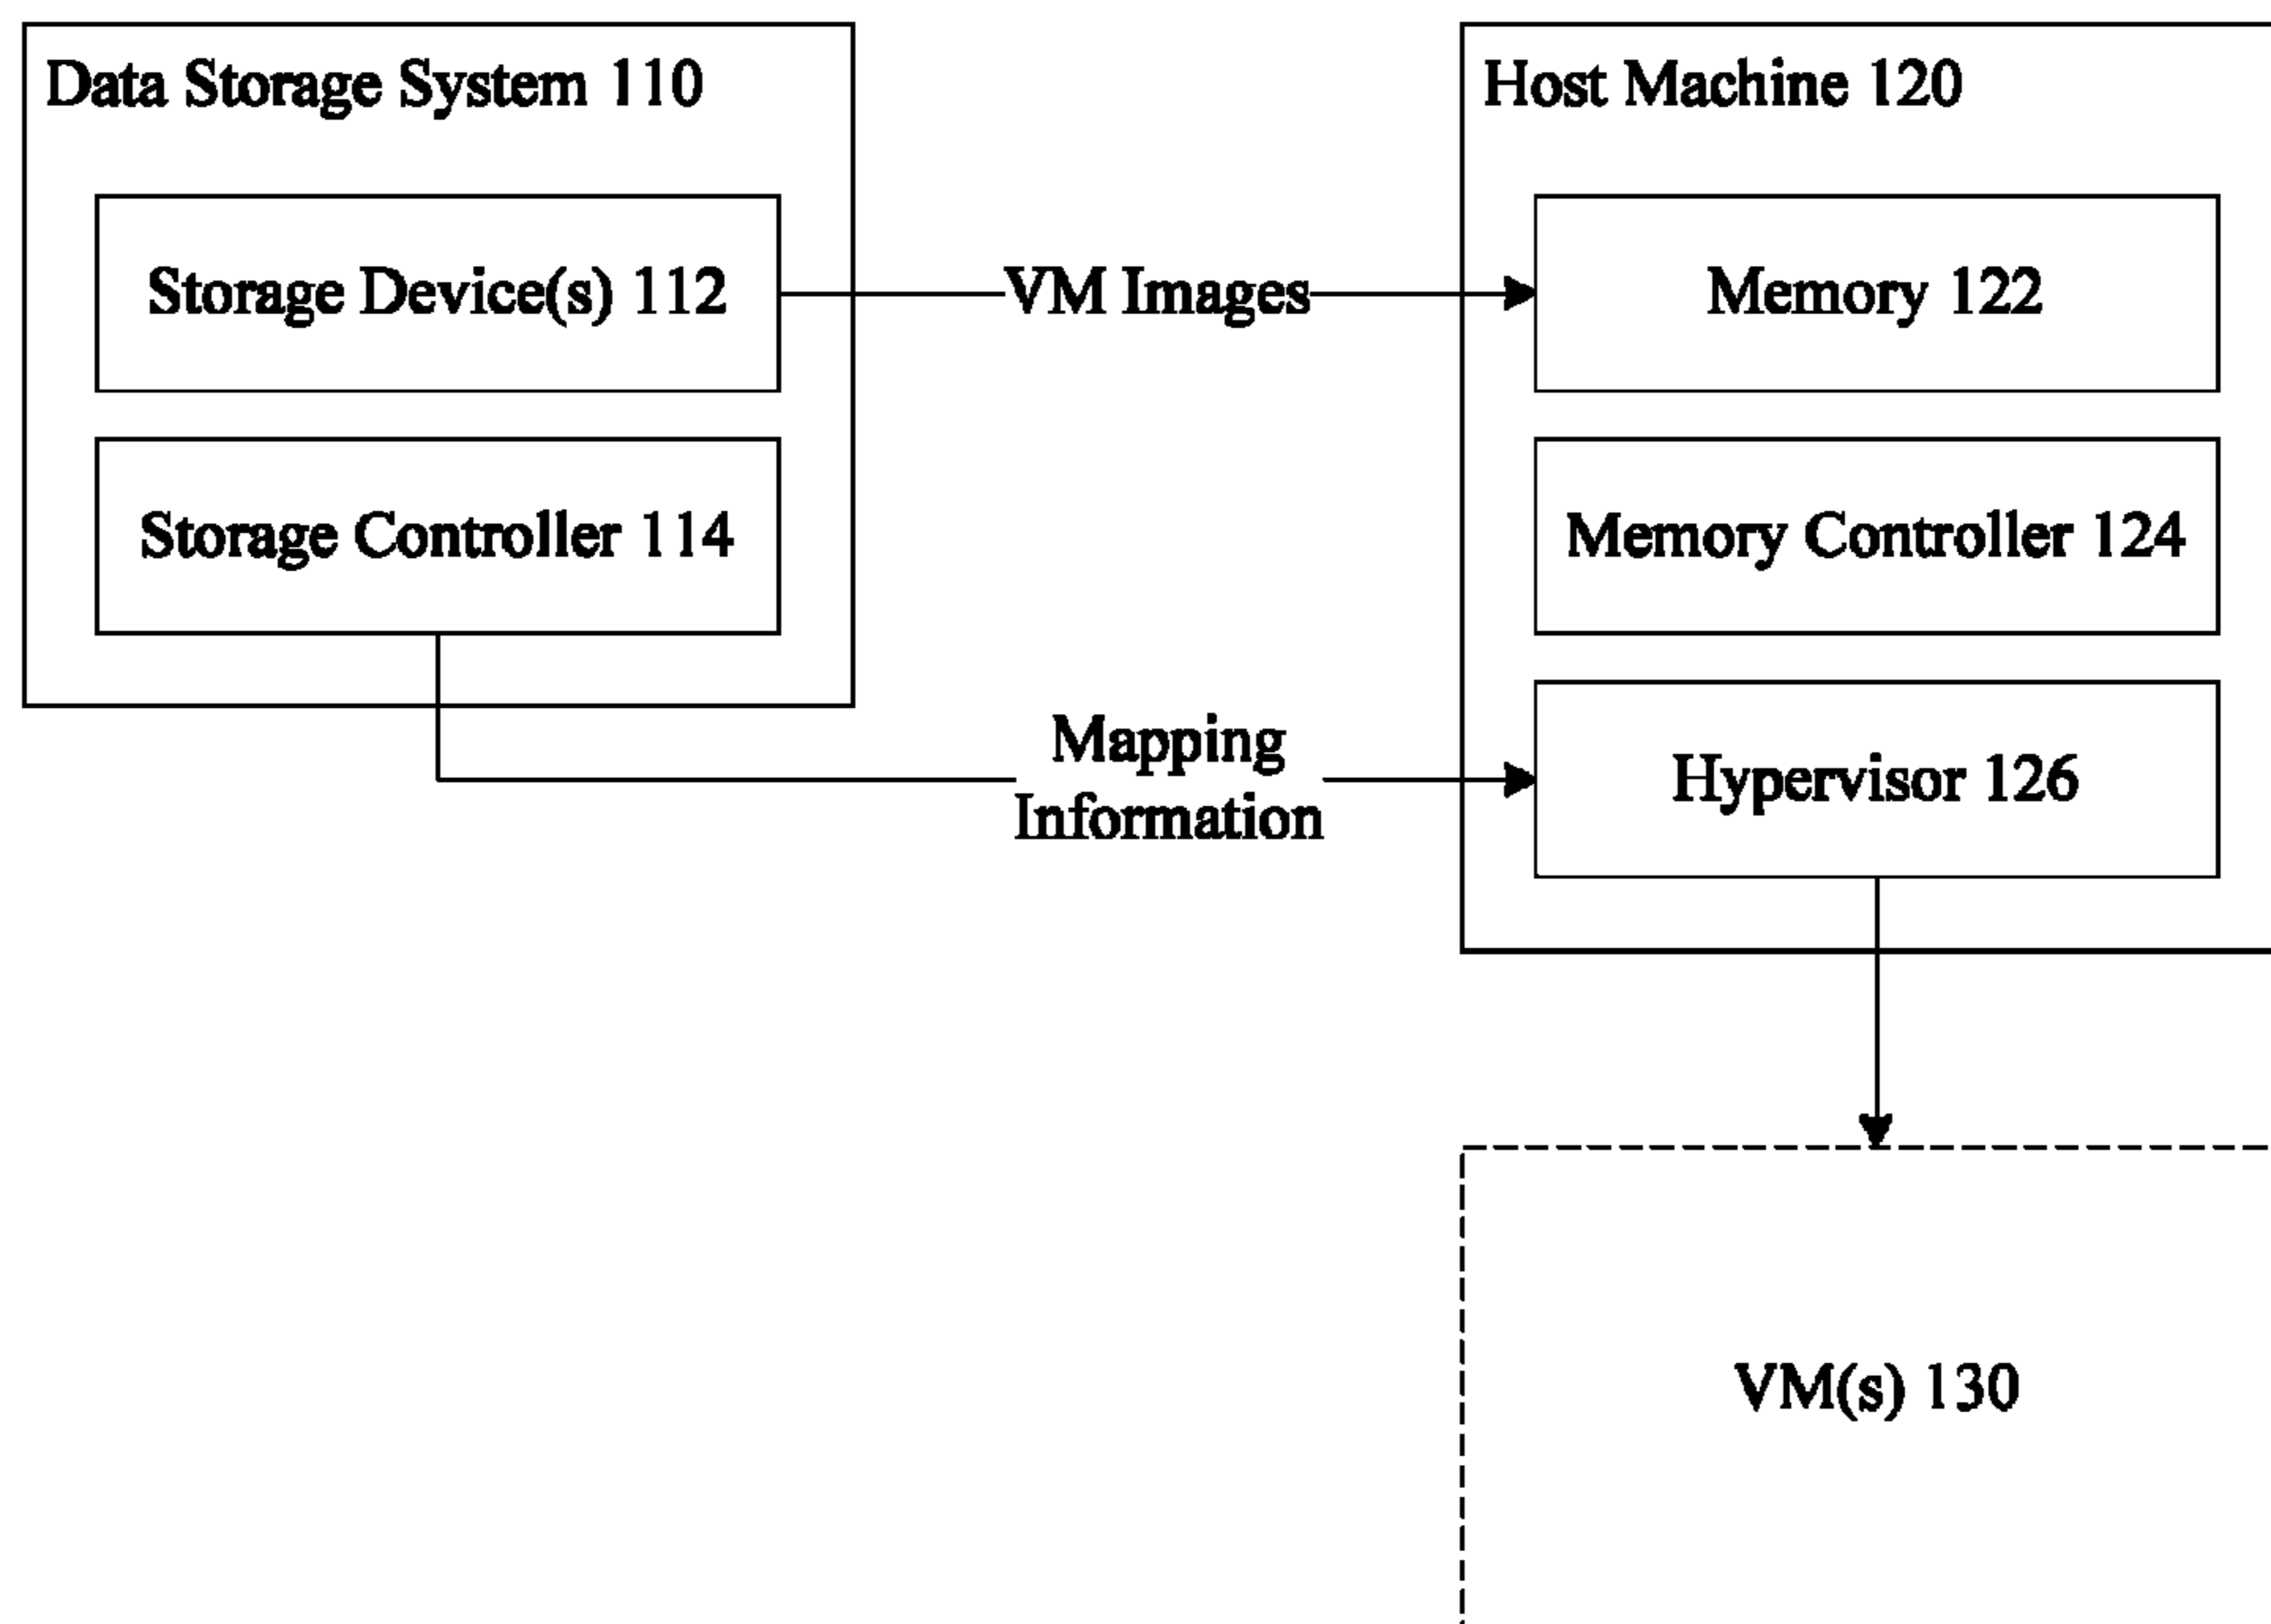 Data Storage System 110
Storage Device(s) 112
Storage Controller 114
VM Images
Mapping
Information
Host Machine 120
Memory 122
Memory Controller 124
Hypervisor 126
VM(s) 130